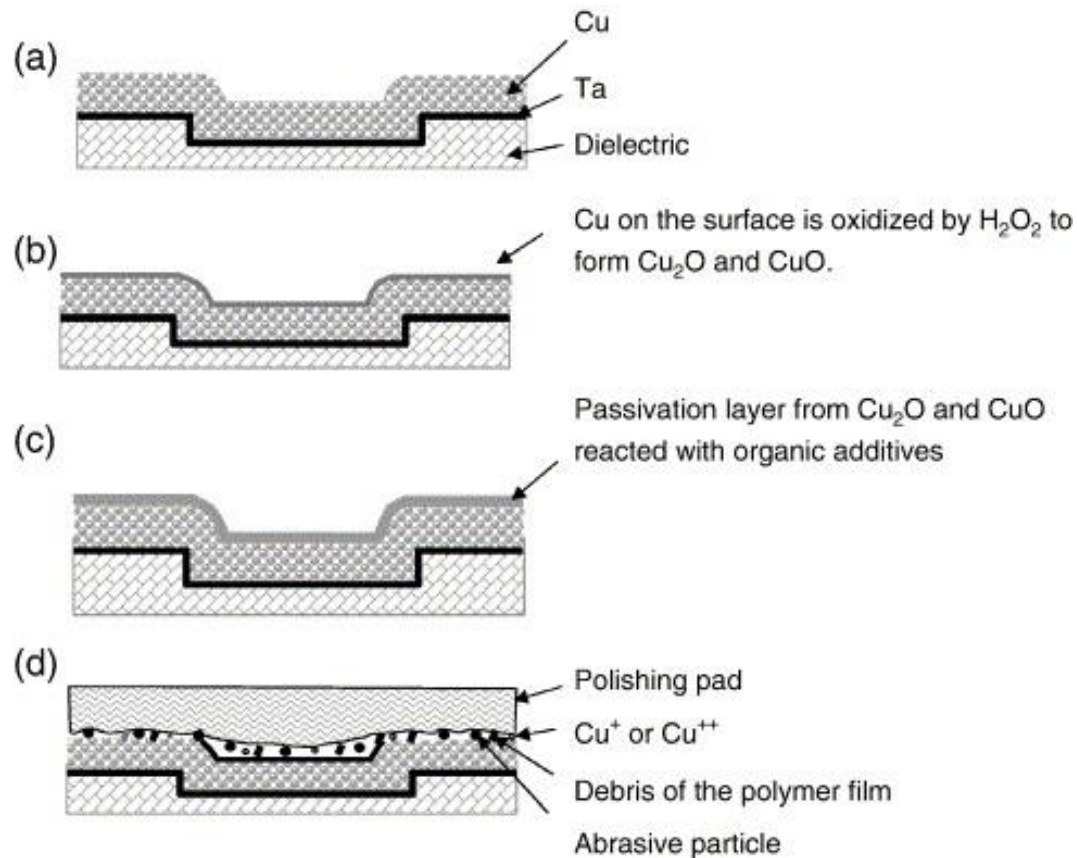 (a)
Cu
Ta
Dielectric
(b)
Cu on the surface is oxidized by H₂O₂ to
form Cu₂O and CuO.
(c)
Passivation layer from Cu₂O and CuO
reacted with organic additives
(d)
Polishing pad
Cu⁺ or Cu⁺⁺
Debris of the polymer film
Abrasive particle